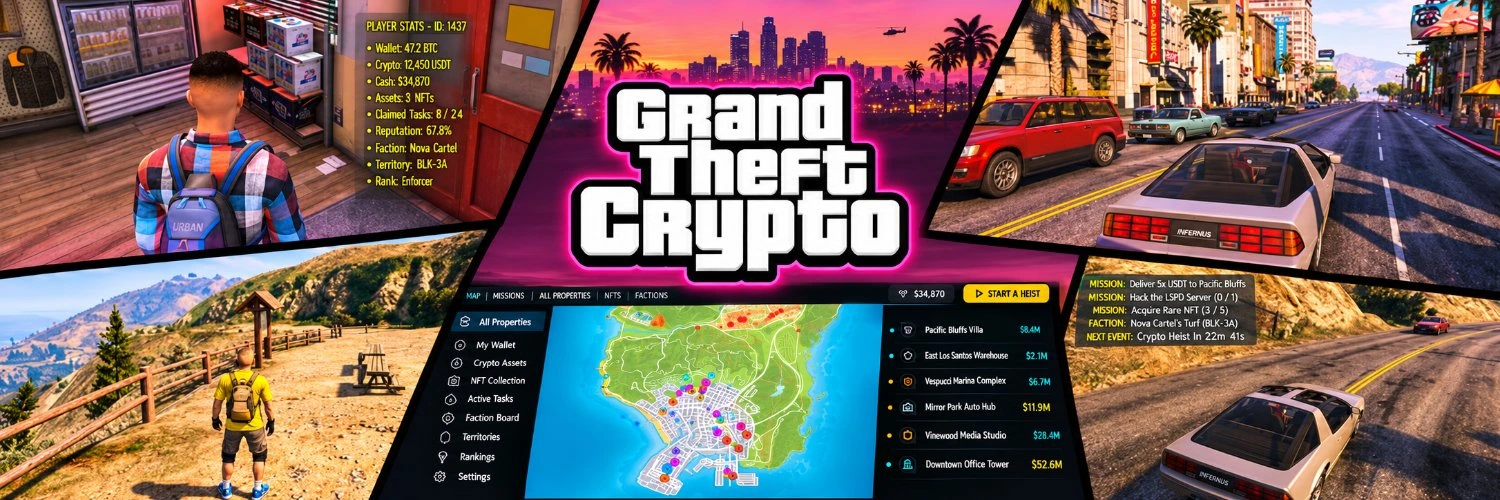 PLAYER STATS - ID: 1437
• Wallet: 47.2 BTC
• Crypto: 12,450 USDT
• Cash: $34,870
• Assets: 3 NFTs
• Claimed Tasks: 8 / 24
• Reputation: 67.8%
• Faction: Nova Cartel
• Territory: BLK-3A
• Rank: Enforcer
URBAN
Grand
Theft
Crypto
INFERNUS
MAP | MISSIONS | ALL PROPERTIES | NFTS | FACTIONS
$34,870
START A HEIST
All Properties
My Wallet
Crypto Assets
NFT Collection
Active Tasks
Faction Board
Territories
Rankings
Settings
Pacific Bluffs Villa $8.4M
East Los Santos Warehouse $2.1M
Vespucci Marina Complex $6.7M
Mirror Park Auto Hub $11.9M
Vinewood Media Studio $28.4M
Downtown Office Tower $52.6M
MISSION: Deliver 5x USDT to Pacific Bluffs
MISSION: Hack the LSPD Server (0 / 1)
MISSION: Acquire Rare NFT (3 / 5)
FACTION: Nova Cartel's Turf (BLK-3A)
NEXT EVENT: Crypto Heist In 22m 41s
INFERNUS